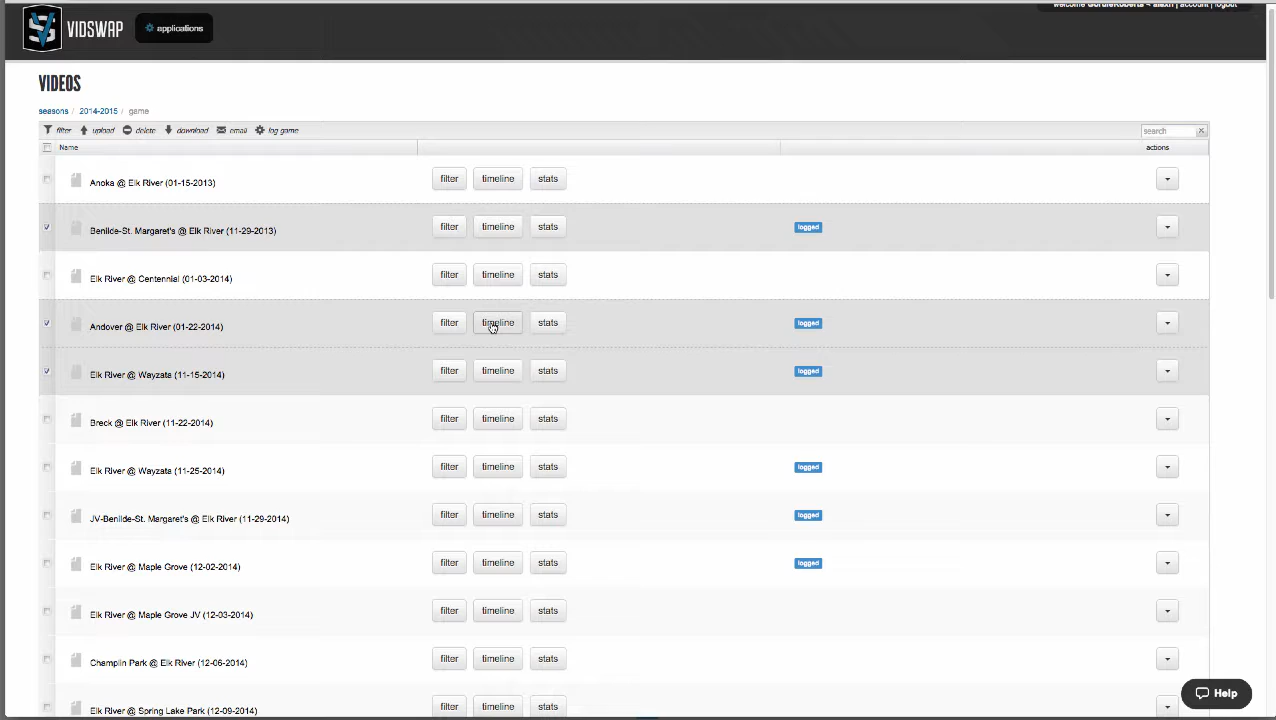 welcome GordieRoberts ~ alexn | account | logout
VIDSWAP
applications
VIDEOS
seasons / 2014-2015 / game
filter upload delete download email log game search
Name actions
Anoka @ Elk River (01-15-2013) filter timeline stats
Benilde-St. Margaret's @ Elk River (11-29-2013) filter timeline stats logged
Elk River @ Centennial (01-03-2014) filter timeline stats
Andover @ Elk River (01-22-2014) filter timeline stats logged
Elk River @ Wayzata (11-15-2014) filter timeline stats logged
Breck @ Elk River (11-22-2014) filter timeline stats
Elk River @ Wayzata (11-25-2014) filter timeline stats logged
JV-Benilde-St. Margaret's @ Elk River (11-29-2014) filter timeline stats logged
Elk River @ Maple Grove (12-02-2014) filter timeline stats logged
Elk River @ Maple Grove JV (12-03-2014) filter timeline stats
Champlin Park @ Elk River (12-06-2014) filter timeline stats
Elk River @ Spring Lake Park (12-09-2014) filter timeline stats
Help